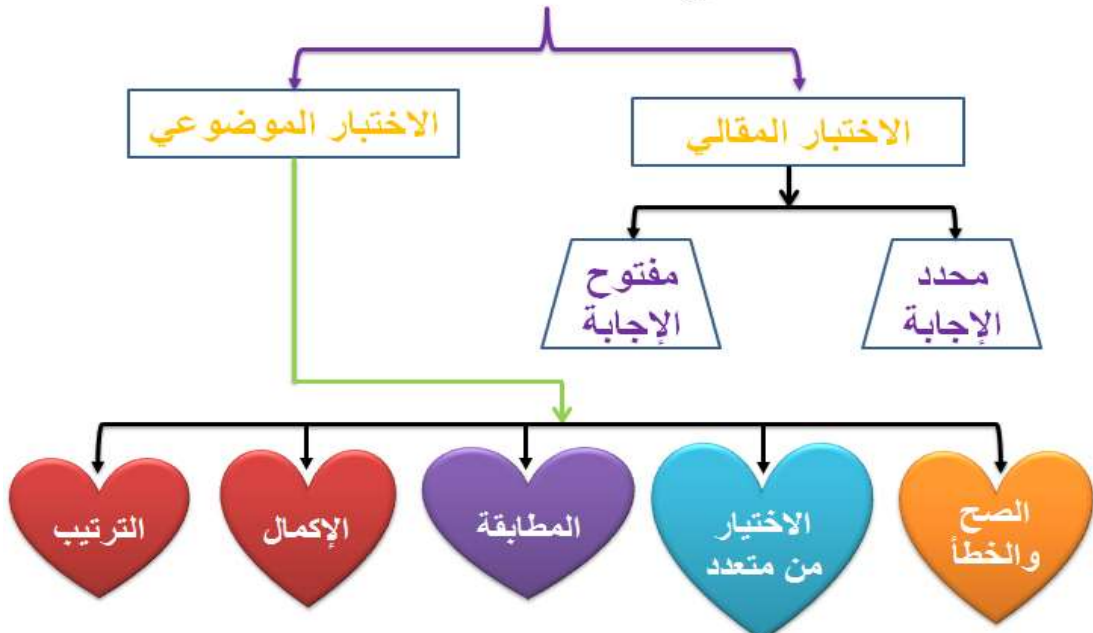 الاختبار المقالي
الاختبار الموضوعي
محدد
الإجابة
مفتوح
الإجابة
الصح
والخطأ
الاختيار
من متعدد
المطابقة
الإكمال
الترتيب